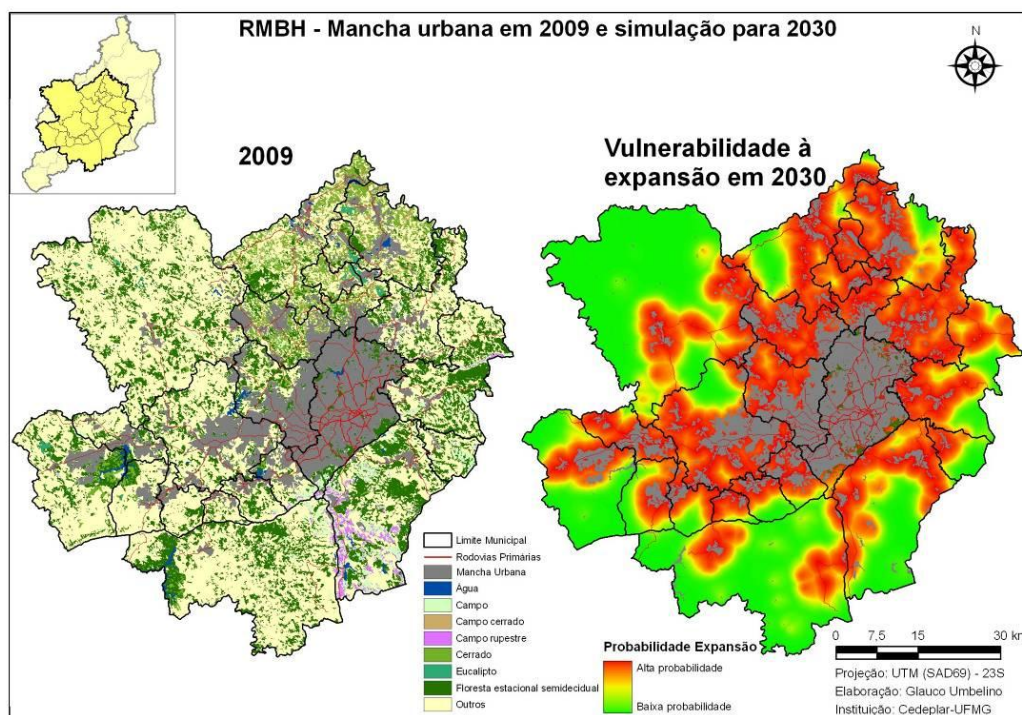 RMBH - Mancha urbana em 2009 e simulação para 2030
N
2009
Vulnerabilidade à
expansão em 2030
Limite Municipal
Rodovias Primárias
Mancha Urbana
Água
Campo
Campo cerrado
Campo rupestre
Cerrado
Eucalipto
Floresta estacional semidecidual
Outros
Probabilidade Expansão
Alta probabilidade
Baixa probabilidade
0 7,5 15 30 km
Projeção: UTM (SAD69) - 23S
Elaboração: Glauco Umbelino
Instituição: Cedeplar-UFMG